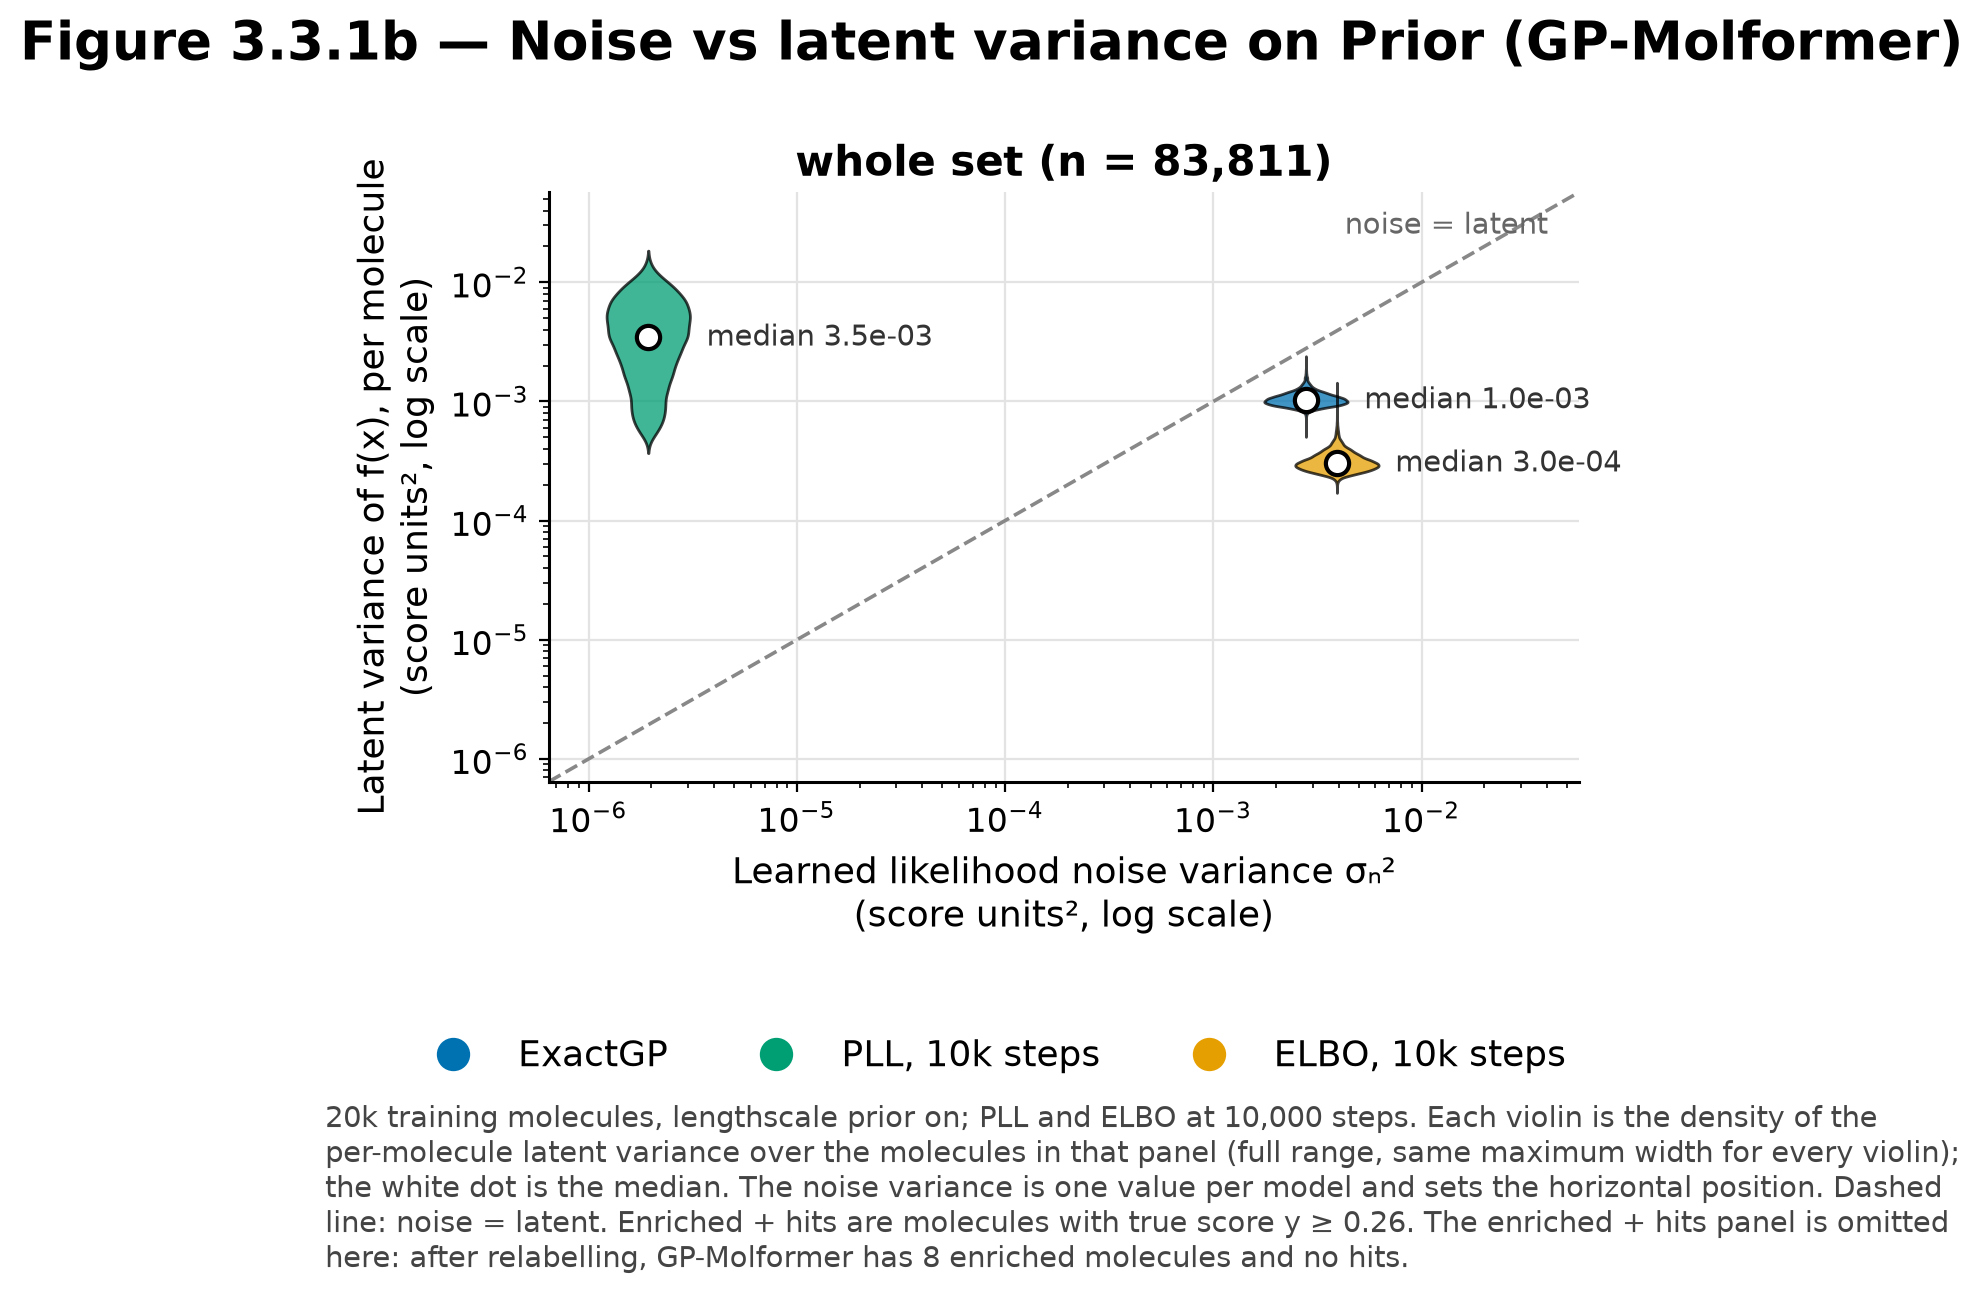 Figure 3.3.1b — Noise vs latent variance on Prior (GP-Molformer)
whole set (n = 83,811)
Latent variance of f(x), per molecule
(score units², log scale)
10⁻²
10⁻³
10⁻⁴
10⁻⁵
10⁻⁶
noise = latent
median 3.5e-03
median 1.0e-03
median 3.0e-04
10⁻⁶ 10⁻⁵ 10⁻⁴ 10⁻³ 10⁻²
Learned likelihood noise variance σₙ²
(score units², log scale)
ExactGP PLL, 10k steps ELBO, 10k steps
20k training molecules, lengthscale prior on; PLL and ELBO at 10,000 steps. Each violin is the density of the
per-molecule latent variance over the molecules in that panel (full range, same maximum width for every violin);
the white dot is the median. The noise variance is one value per model and sets the horizontal position. Dashed
line: noise = latent. Enriched + hits are molecules with true score y ≥ 0.26. The enriched + hits panel is omitted
here: after relabelling, GP-Molformer has 8 enriched molecules and no hits.